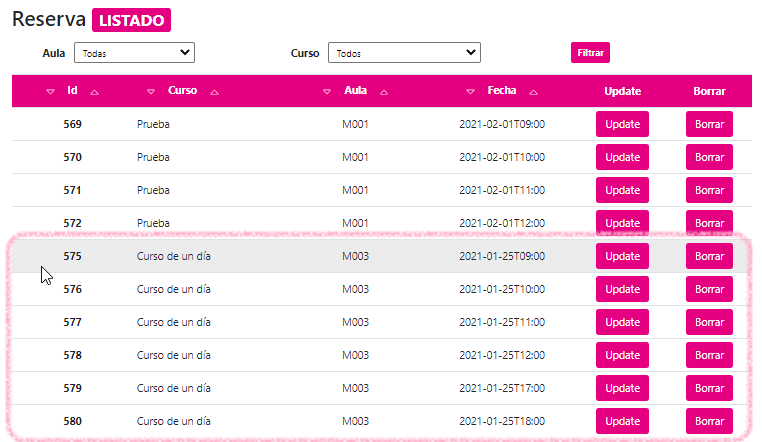 Reserva LISTADO
Aula Todas Curso Todos Filtrar
Id Curso Aula Fecha Update Borrar
569 Prueba M001 2021-02-01T09:00 Update Borrar
570 Prueba M001 2021-02-01T10:00 Update Borrar
571 Prueba M001 2021-02-01T11:00 Update Borrar
572 Prueba M001 2021-02-01T12:00 Update Borrar
575 Curso de un día M003 2021-01-25T09:00 Update Borrar
576 Curso de un día M003 2021-01-25T10:00 Update Borrar
577 Curso de un día M003 2021-01-25T11:00 Update Borrar
578 Curso de un día M003 2021-01-25T12:00 Update Borrar
579 Curso de un día M003 2021-01-25T17:00 Update Borrar
580 Curso de un día M003 2021-01-25T18:00 Update Borrar